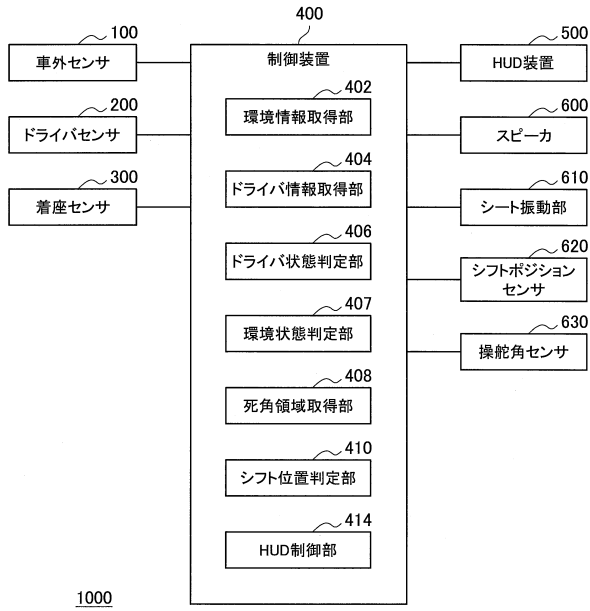 100
車外センサ
200
ドライバセンサ
300
着座センサ
400
制御装置
402
環境情報取得部
404
ドライバ情報取得部
406
ドライバ状態判定部
407
環境状態判定部
408
死角領域取得部
410
シフト位置判定部
414
HUD制御部
500
HUD装置
600
スピーカ
610
シート振動部
620
シフトポジション
センサ
630
操舵角センサ
1000